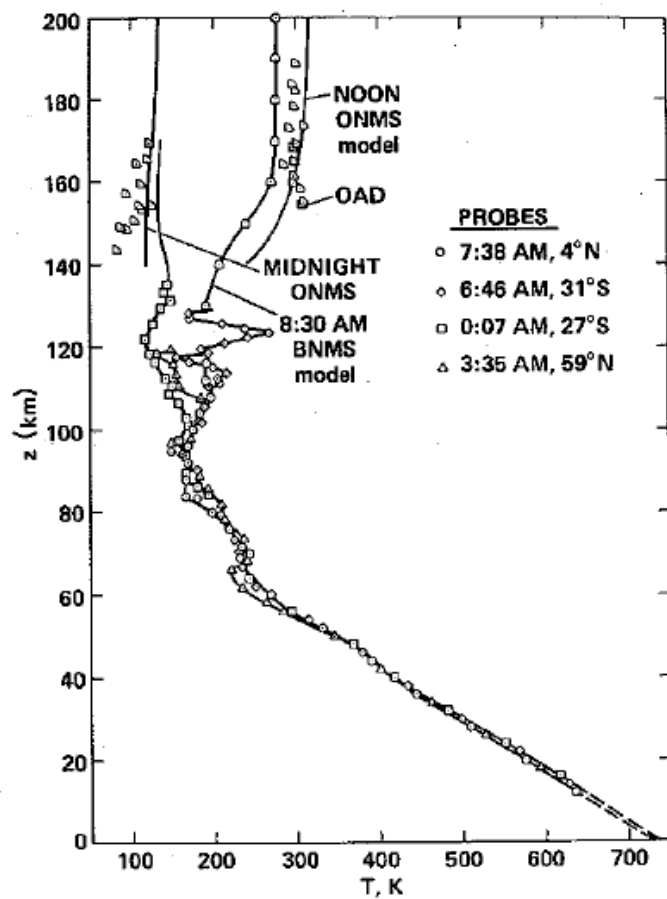 200
180
160
140
120
100
80
60
40
20
0
z (km)
NOON
ONMS
model
OAD
PROBES
7:38 AM, 4°N
6:46 AM, 31°S
0:07 AM, 27°S
3:35 AM, 59°N
MIDNIGHT
ONMS
8:30 AM
BNMS
model
100 200 300 400 500 600 700
T, K